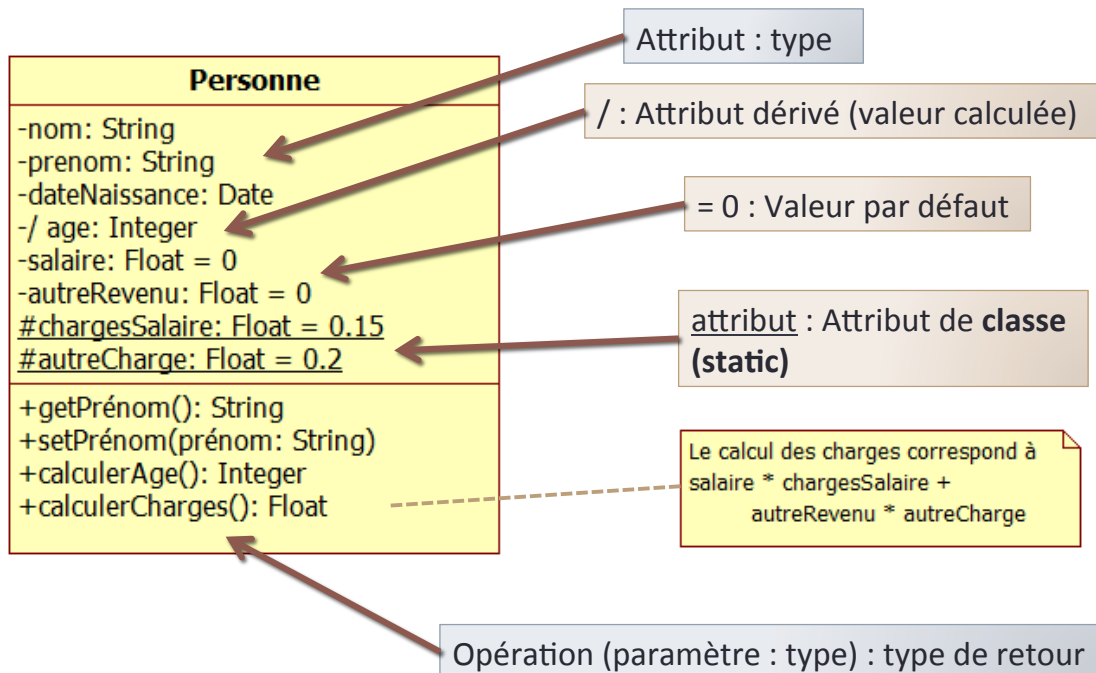 Attribut : type
Personne
/ : Attribut dérivé (valeur calculée)
-nom: String
-prenom: String
-dateNaissance: Date
-/ age: Integer
-salaire: Float = 0
-autreRevenu: Float = 0
#chargesSalaire: Float = 0.15
#autreCharge: Float = 0.2
= 0 : Valeur par défaut
attribut : Attribut de classe
(static)
+getPrénom(): String
+setPrénom(prénom: String)
+calculerAge(): Integer
+calculerCharges(): Float
Le calcul des charges correspond à
salaire * chargesSalaire +
autreRevenu * autreCharge
Opération (paramètre : type) : type de retour